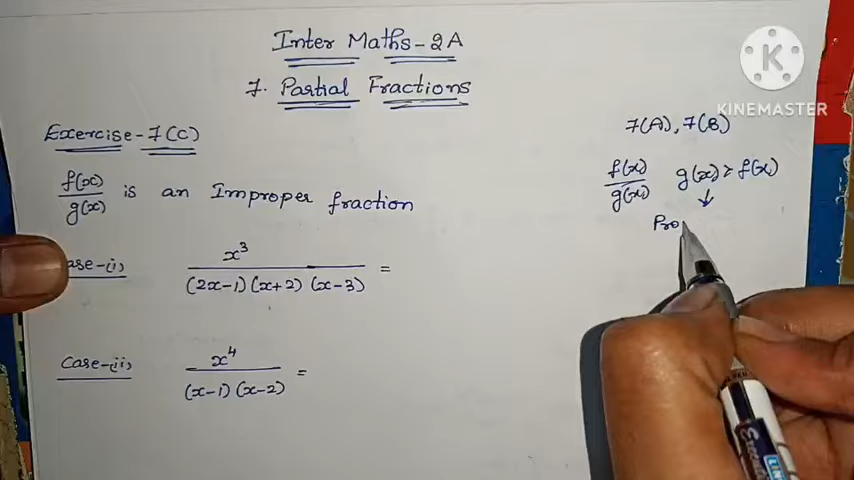 Inter Maths-2A
7. Partial Fractions
KINEMASTER
7(A), 7(B)
Exercise-7(C)
f(x)/g(x) g(x) > f(x)
f(x)/g(x) is an Improper fraction
Pro
ase-(i) x³/(2x-1)(x+2)(x-3) =
Case-(ii) x⁴/(x-1)(x-2) =